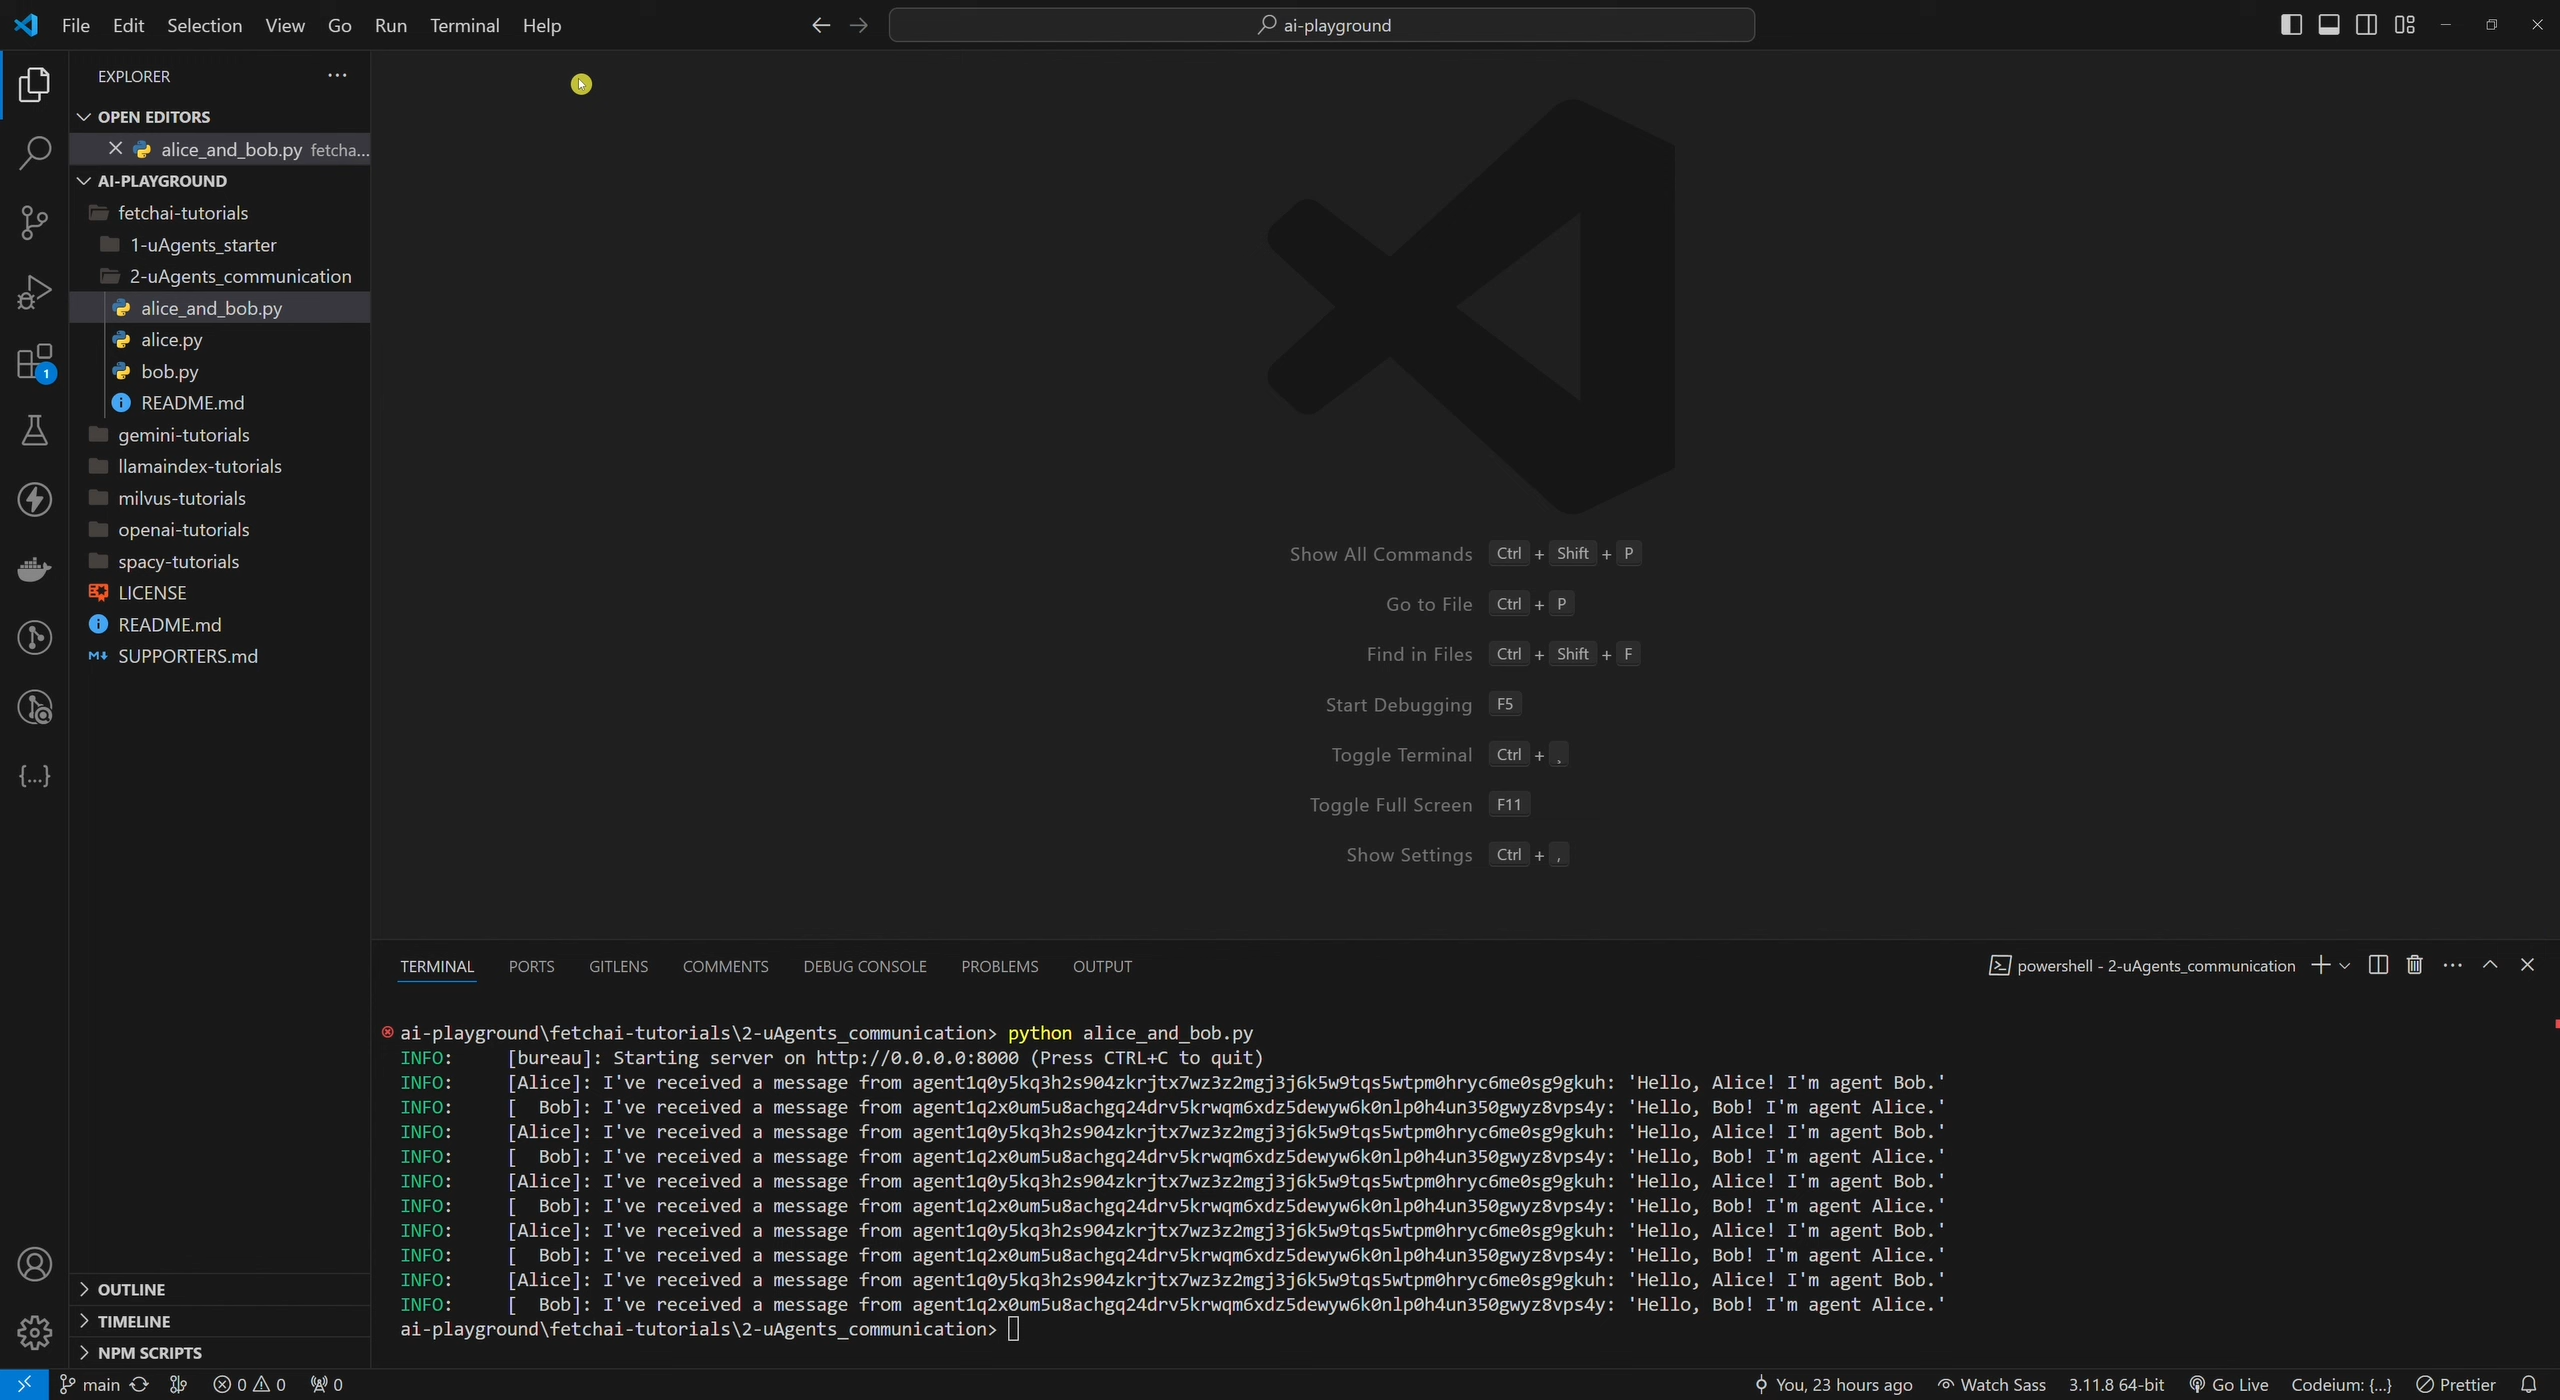 File Edit Selection View Go Run Terminal Help
ai-playground
EXPLORER
OPEN EDITORS
alice_and_bob.py fetcha...
AI-PLAYGROUND
fetchai-tutorials
1-uAgents_starter
2-uAgents_communication
alice_and_bob.py
alice.py
bob.py
README.md
gemini-tutorials
llamaindex-tutorials
milvus-tutorials
openai-tutorials
spacy-tutorials
LICENSE
README.md
SUPPORTERS.md
1
OUTLINE
TIMELINE
NPM SCRIPTS
Show All Commands Ctrl + Shift + P
Go to File Ctrl + P
Find in Files Ctrl + Shift + F
Start Debugging F5
Toggle Terminal Ctrl + ¸
Toggle Full Screen F11
Show Settings Ctrl + ,
TERMINAL PORTS GITLENS COMMENTS DEBUG CONSOLE PROBLEMS OUTPUT
powershell - 2-uAgents_communication
ai-playground\fetchai-tutorials\2-uAgents_communication> python alice_and_bob.py
INFO: [bureau]: Starting server on http://0.0.0.0:8000 (Press CTRL+C to quit)
INFO: [Alice]: I've received a message from agent1q0y5kq3h2s904zkrjtx7wz3z2mgj3j6k5w9tqs5wtpm0hryc6me0sg9gkuh: 'Hello, Alice! I'm agent Bob.'
INFO: [ Bob]: I've received a message from agent1q2x0um5u8achgq24drv5krwqm6xdz5dewyw6k0nlp0h4un350gwyz8vps4y: 'Hello, Bob! I'm agent Alice.'
INFO: [Alice]: I've received a message from agent1q0y5kq3h2s904zkrjtx7wz3z2mgj3j6k5w9tqs5wtpm0hryc6me0sg9gkuh: 'Hello, Alice! I'm agent Bob.'
INFO: [ Bob]: I've received a message from agent1q2x0um5u8achgq24drv5krwqm6xdz5dewyw6k0nlp0h4un350gwyz8vps4y: 'Hello, Bob! I'm agent Alice.'
INFO: [Alice]: I've received a message from agent1q0y5kq3h2s904zkrjtx7wz3z2mgj3j6k5w9tqs5wtpm0hryc6me0sg9gkuh: 'Hello, Alice! I'm agent Bob.'
INFO: [ Bob]: I've received a message from agent1q2x0um5u8achgq24drv5krwqm6xdz5dewyw6k0nlp0h4un350gwyz8vps4y: 'Hello, Bob! I'm agent Alice.'
INFO: [Alice]: I've received a message from agent1q0y5kq3h2s904zkrjtx7wz3z2mgj3j6k5w9tqs5wtpm0hryc6me0sg9gkuh: 'Hello, Alice! I'm agent Bob.'
INFO: [ Bob]: I've received a message from agent1q2x0um5u8achgq24drv5krwqm6xdz5dewyw6k0nlp0h4un350gwyz8vps4y: 'Hello, Bob! I'm agent Alice.'
INFO: [Alice]: I've received a message from agent1q0y5kq3h2s904zkrjtx7wz3z2mgj3j6k5w9tqs5wtpm0hryc6me0sg9gkuh: 'Hello, Alice! I'm agent Bob.'
INFO: [ Bob]: I've received a message from agent1q2x0um5u8achgq24drv5krwqm6xdz5dewyw6k0nlp0h4un350gwyz8vps4y: 'Hello, Bob! I'm agent Alice.'
ai-playground\fetchai-tutorials\2-uAgents_communication>
main 0 0 0 You, 23 hours ago Watch Sass 3.11.8 64-bit Go Live Codeium: {...} Prettier